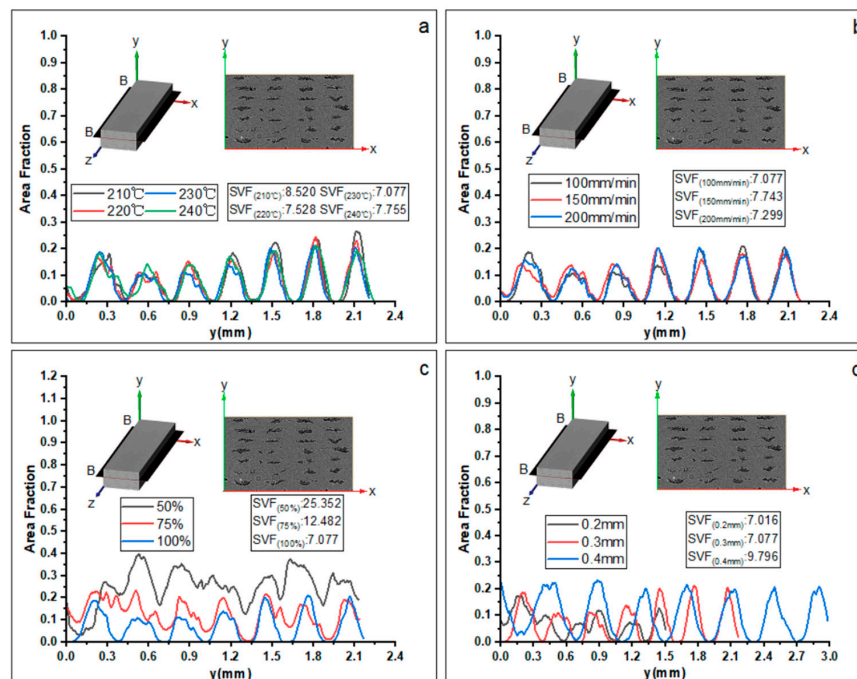 a
y
B
x
B
z
y
x
210℃ 230℃
220℃ 240℃
SVF(210℃):8.520 SVF(230℃):7.077
SVF(220℃):7.528 SVF(240℃):7.755
Area Fraction
1.0
0.9
0.8
0.7
0.6
0.5
0.4
0.3
0.2
0.1
0.0
0.0 0.3 0.6 0.9 1.2 1.5 1.8 2.1 2.4
y(mm)
b
y
B
x
B
z
y
x
100mm/min
150mm/min
200mm/min
SVF(100mm/min):7.077
SVF(150mm/min):7.743
SVF(200mm/min):7.299
Area Fraction
1.0
0.9
0.8
0.7
0.6
0.5
0.4
0.3
0.2
0.1
0.0
0.0 0.3 0.6 0.9 1.2 1.5 1.8 2.1 2.4
y(mm)
c
y
B
x
B
z
y
x
50%
75%
100%
SVF(50%):25.352
SVF(75%):12.482
SVF(100%):7.077
Area Fraction
1.2
1.1
1.0
0.9
0.8
0.7
0.6
0.5
0.4
0.3
0.2
0.1
0.0
0.0 0.3 0.6 0.9 1.2 1.5 1.8 2.1 2.4
y(mm)
y
B
x
B
z
y
x
0.2mm
0.3mm
0.4mm
SVF(0.2mm):7.016
SVF(0.3mm):7.077
SVF(0.4mm):9.796
Area Fraction
1.0
0.9
0.8
0.7
0.6
0.5
0.4
0.3
0.2
0.1
0.0
0.0 0.3 0.6 0.9 1.2 1.5 1.8 2.1 2.4 2.7 3.0
y(mm)